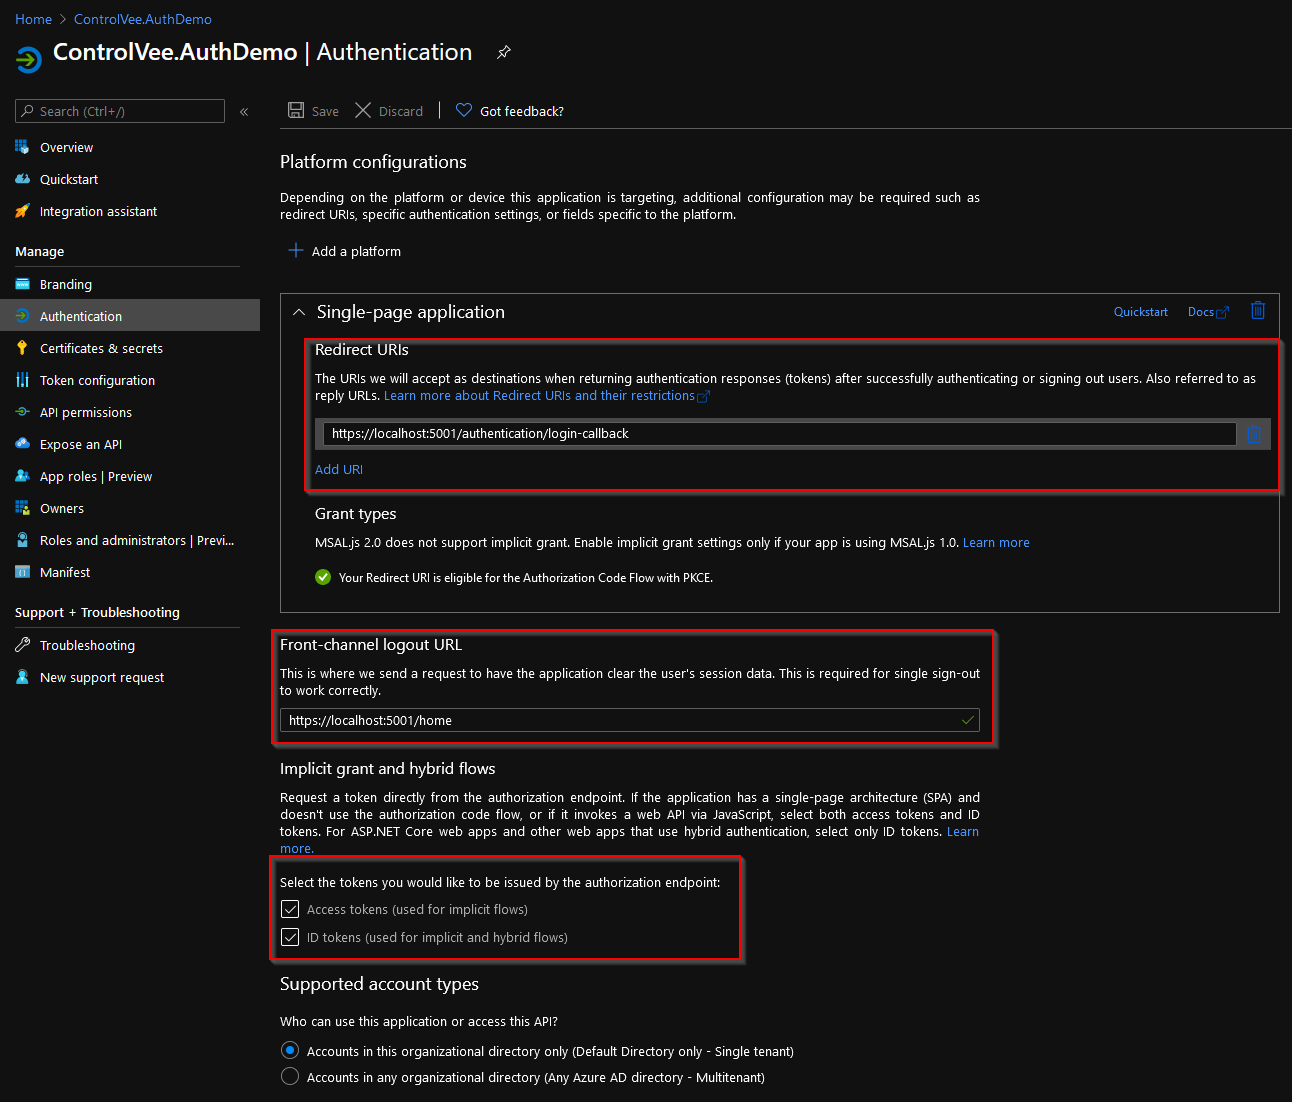 Home > ControlVee.AuthDemo
ControlVee.AuthDemo | Authentication
Search (Ctrl+/)
«
Overview
Quickstart
Integration assistant
Manage
Branding
Authentication
Certificates & secrets
Token configuration
API permissions
Expose an API
App roles | Preview
Owners
Roles and administrators | Previ...
Manifest
Support + Troubleshooting
Troubleshooting
New support request
Save Discard | Got feedback?
Platform configurations
Depending on the platform or device this application is targeting, additional configuration may be required such as
redirect URIs, specific authentication settings, or fields specific to the platform.
Add a platform
Single-page application Quickstart Docs
Redirect URIs
The URIs we will accept as destinations when returning authentication responses (tokens) after successfully authenticating or signing out users. Also referred to as
reply URLs. Learn more about Redirect URIs and their restrictions
https://localhost:5001/authentication/login-callback
Add URI
Grant types
MSAL.js 2.0 does not support implicit grant. Enable implicit grant settings only if your app is using MSAL.js 1.0. Learn more
Your Redirect URI is eligible for the Authorization Code Flow with PKCE.
Front-channel logout URL
This is where we send a request to have the application clear the user's session data. This is required for single sign-out
to work correctly.
https://localhost:5001/home
Implicit grant and hybrid flows
Request a token directly from the authorization endpoint. If the application has a single-page architecture (SPA) and
doesn't use the authorization code flow, or if it invokes a web API via JavaScript, select both access tokens and ID
tokens. For ASP.NET Core web apps and other web apps that use hybrid authentication, select only ID tokens. Learn
more.
Select the tokens you would like to be issued by the authorization endpoint:
Access tokens (used for implicit flows)
ID tokens (used for implicit and hybrid flows)
Supported account types
Who can use this application or access this API?
Accounts in this organizational directory only (Default Directory only - Single tenant)
Accounts in any organizational directory (Any Azure AD directory - Multitenant)